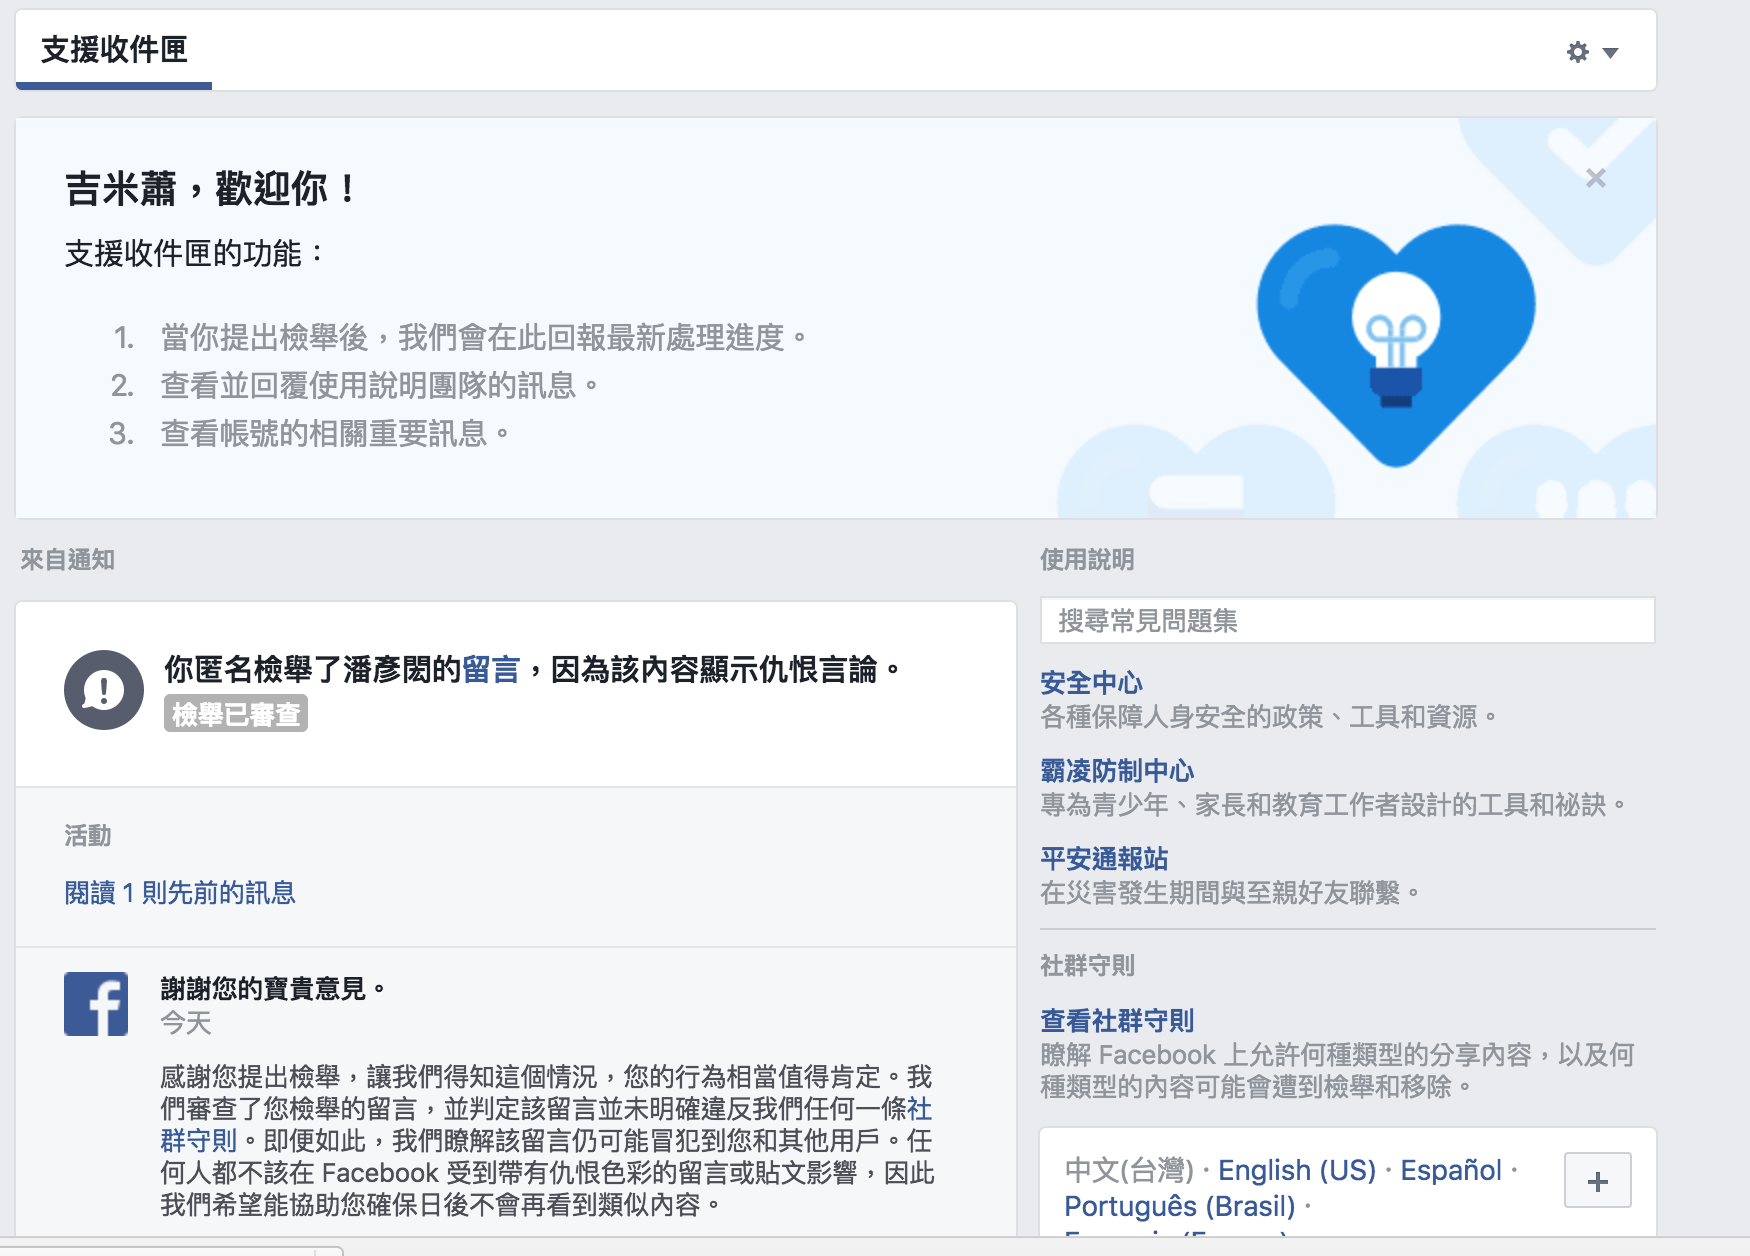 支援收件匣
吉米蕭，歡迎你！
支援收件匣的功能：
1. 當你提出檢舉後，我們會在此回報最新處理進度。
2. 查看並回覆使用說明團隊的訊息。
3. 查看帳號的相關重要訊息。
來自通知
你匿名檢舉了潘彥閎的留言，因為該內容顯示仇恨言論。
檢舉已審查
活動
閱讀 1 則先前的訊息
謝謝您的寶貴意見。
今天
感謝您提出檢舉，讓我們得知這個情況，您的行為相當值得肯定。我
們審查了您檢舉的留言，並判定該留言並未明確違反我們任何一條社
群守則。即便如此，我們瞭解該留言仍可能冒犯到您和其他用戶。任
何人都不該在 Facebook 受到帶有仇恨色彩的留言或貼文影響，因此
我們希望能協助您確保日後不會再看到類似內容。
使用說明
搜尋常見問題集
安全中心
各種保障人身安全的政策、工具和資源。
霸凌防制中心
專為青少年、家長和教育工作者設計的工具和祕訣。
平安通報站
在災害發生期間與至親好友聯繫。
社群守則
查看社群守則
瞭解 Facebook 上允許何種類型的分享內容，以及何
種類型的內容可能會遭到檢舉和移除。
中文(台灣) · English (US) · Español ·
Português (Brasil) ·